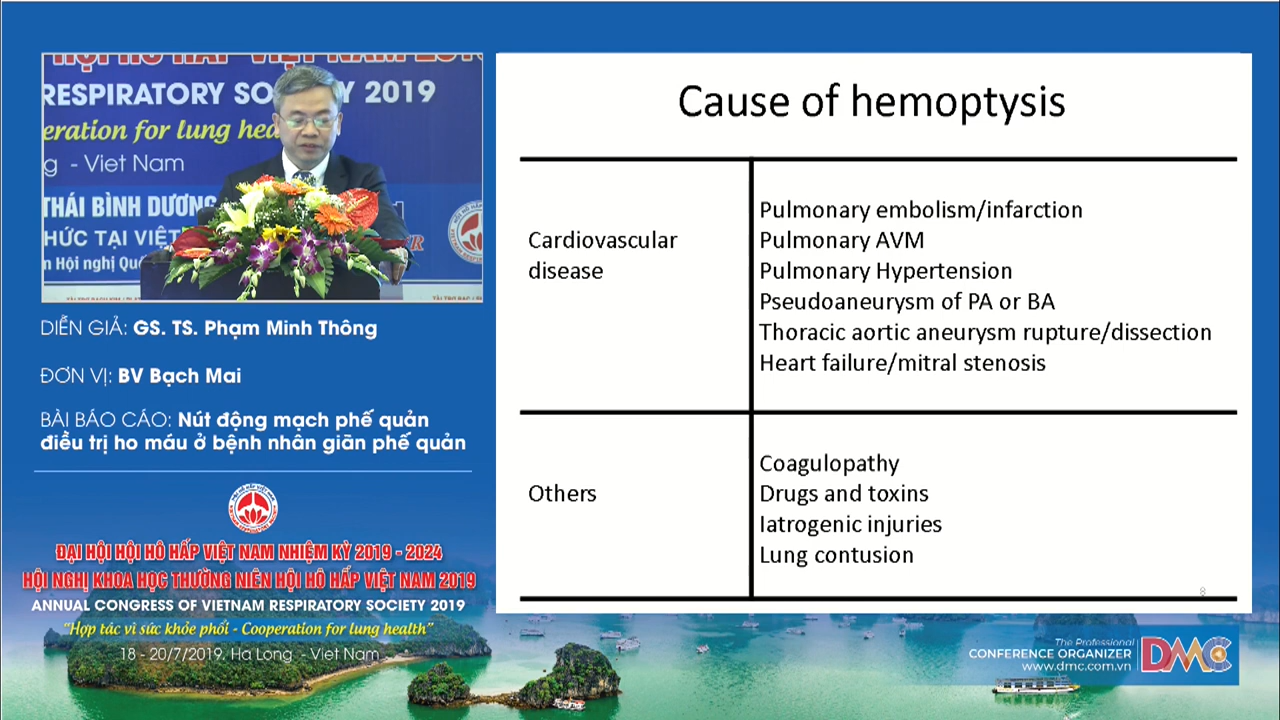 RESPIRATORY SO Y 2019
eration for lung hea
g - Viet Nam
THÁI BÌNH DƯƠNG
CHỨC TẠI VIỆT
n Hội nghị Quố
DIỄN GIẢ: GS. TS. Phạm Minh Thông
ĐƠN VỊ: BV Bạch Mai
BÀI BÁO CÁO: Nút động mạch phế quản
điều trị ho máu ở bệnh nhân giãn phế quản
ĐẠI HỘI HỘI HÔ HẤP VIỆT NAM NHIỆM KỲ 2019 - 2024
HỘI NGHỊ KHOA HỌC THƯỜNG NIÊN HỘI HÔ HẤP VIỆT NAM 2019
ANNUAL CONGRESS OF VIETNAM RESPIRATORY SOCIETY 2019
"Hợp tác vì sức khỏe phổi - Cooperation for lung health"
18 - 20/7/2019. Ha Long - Viet Nam
Cause of hemoptysis
Cardiovascular
disease
Pulmonary embolism/infarction
Pulmonary AVM
Pulmonary Hypertension
Pseudoaneurysm of PA or BA
Thoracic aortic aneurysm rupture/dissection
Heart failure/mitral stenosis
Others
Coagulopathy
Drugs and toxins
Iatrogenic injuries
Lung contusion
8
The Professional
CONFERENCE ORGANIZER
www.dmc.com.vn
DMC